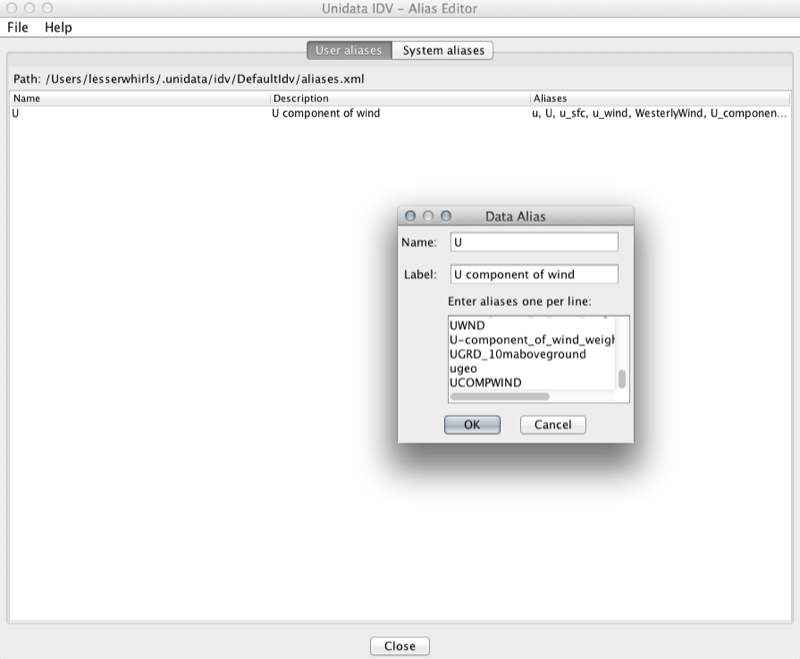 Unidata IDV – Alias Editor
File Help
User aliases System aliases
Path: /Users/lesserwhirls/.unidata/idv/DefaultIdv/aliases.xml
Name Description Aliases
U U component of wind u, U, u_sfc, u_wind, WesterlyWind, U_componen...
Data Alias
Name: U
Label: U component of wind
Enter aliases one per line:
UWND
U-component_of_wind_weigh
UGRD_10maboveground
ugeo
UCOMPWIND
OK Cancel
Close